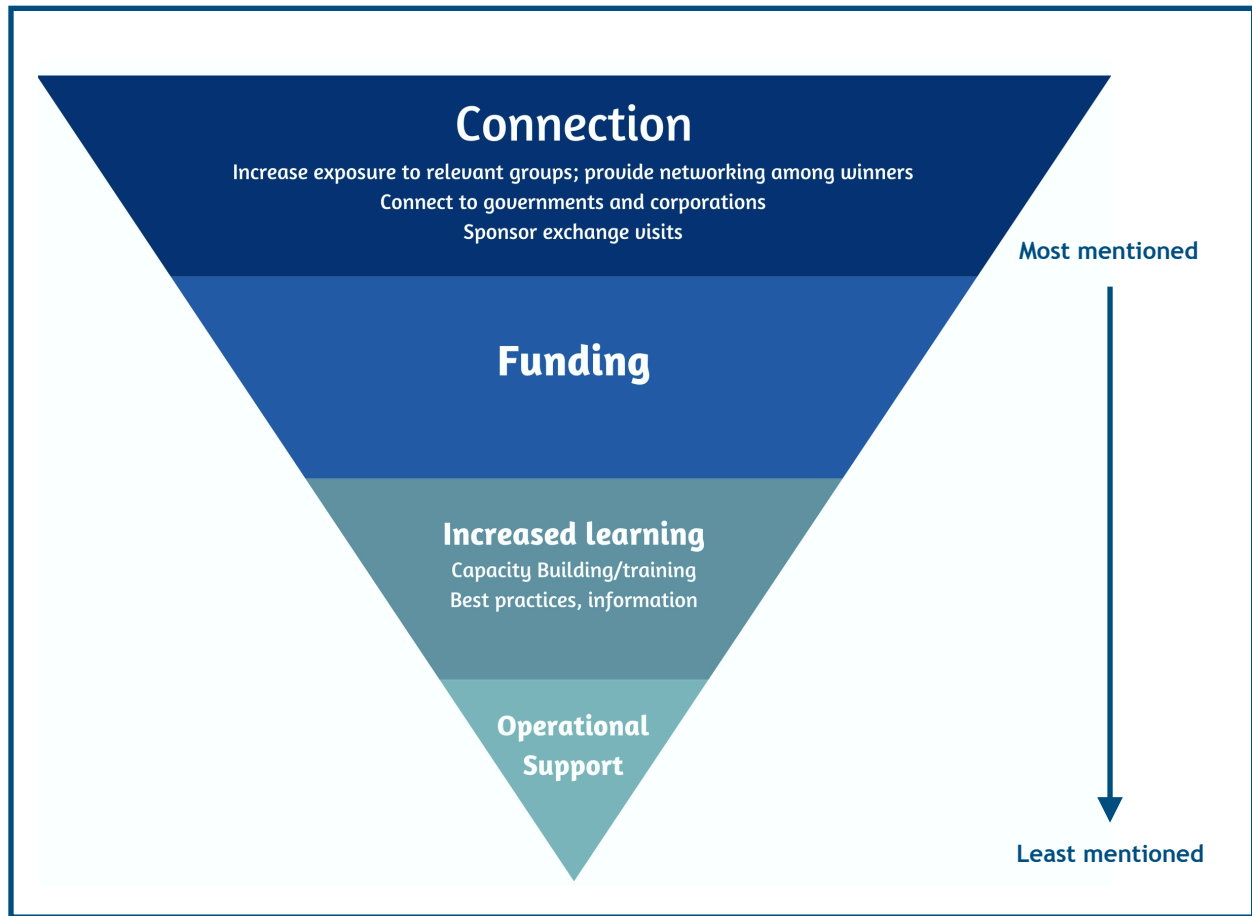 Connection
Increase exposure to relevant groups; provide networking among winners
Connect to governments and corporations
Sponsor exchange visits
Most mentioned
Funding
Increased learning
Capacity Building/training
Best practices, information
Operational
Support
Least mentioned